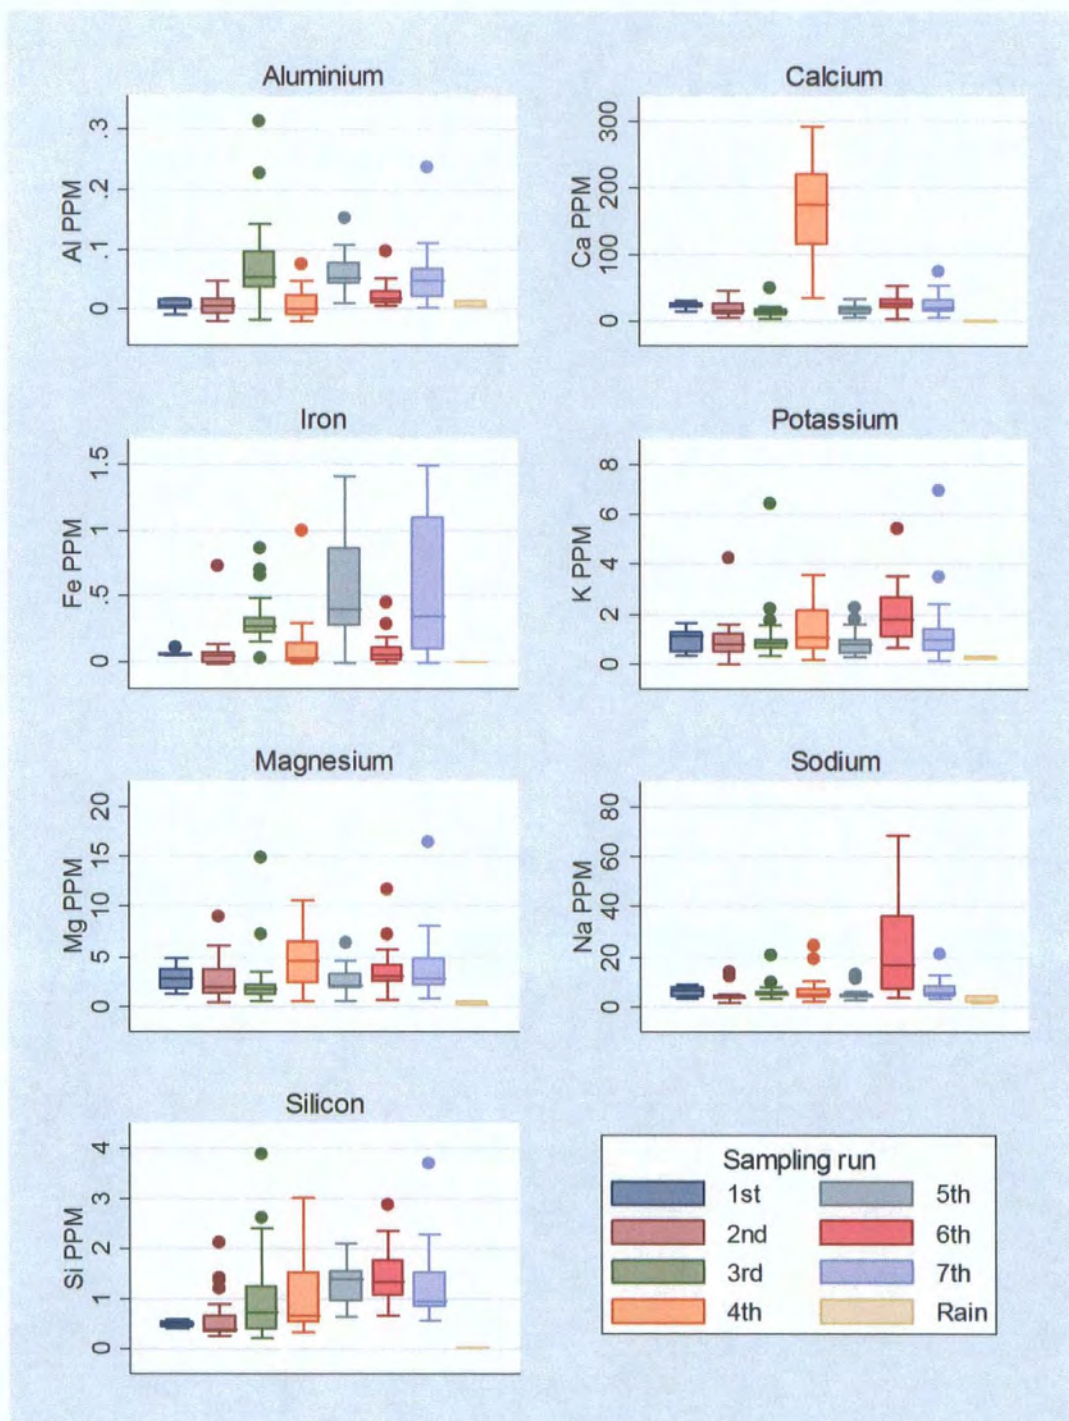 Aluminium
Al PPM
.3
.2
.1
0
Calcium
Ca PPM
300
200
100
0
Iron
Fe PPM
1.5
1
.5
0
Potassium
K PPM
8
6
4
2
0
Magnesium
Mg PPM
20
15
10
5
0
Sodium
Na PPM
80
60
40
20
0
Silicon
Si PPM
4
3
2
1
0
Sampling run
1st 5th
2nd 6th
3rd 7th
4th Rain